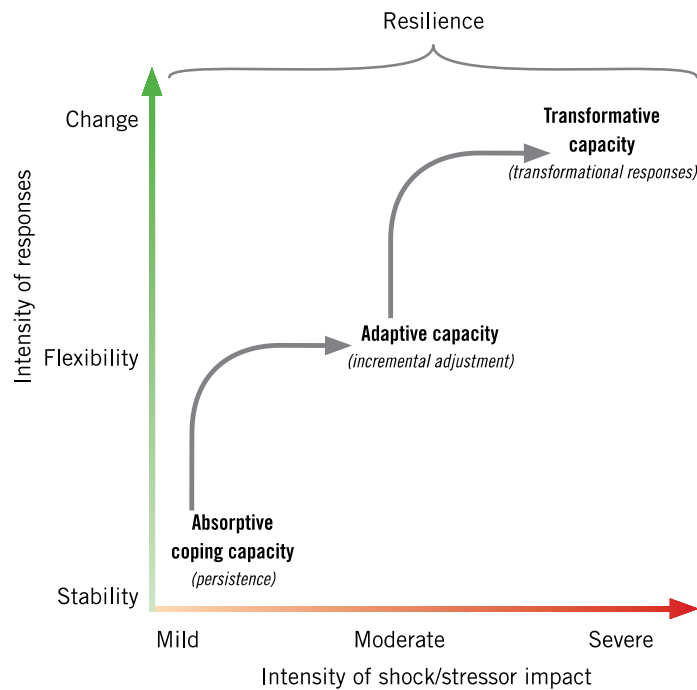 Resilience
Change
Transformative
capacity
(transformational responses)
Intensity of responses
Flexibility
Adaptive capacity
(incremental adjustment)
Absorptive
coping capacity
(persistence)
Stability
Mild
Moderate
Severe
Intensity of shock/stressor impact